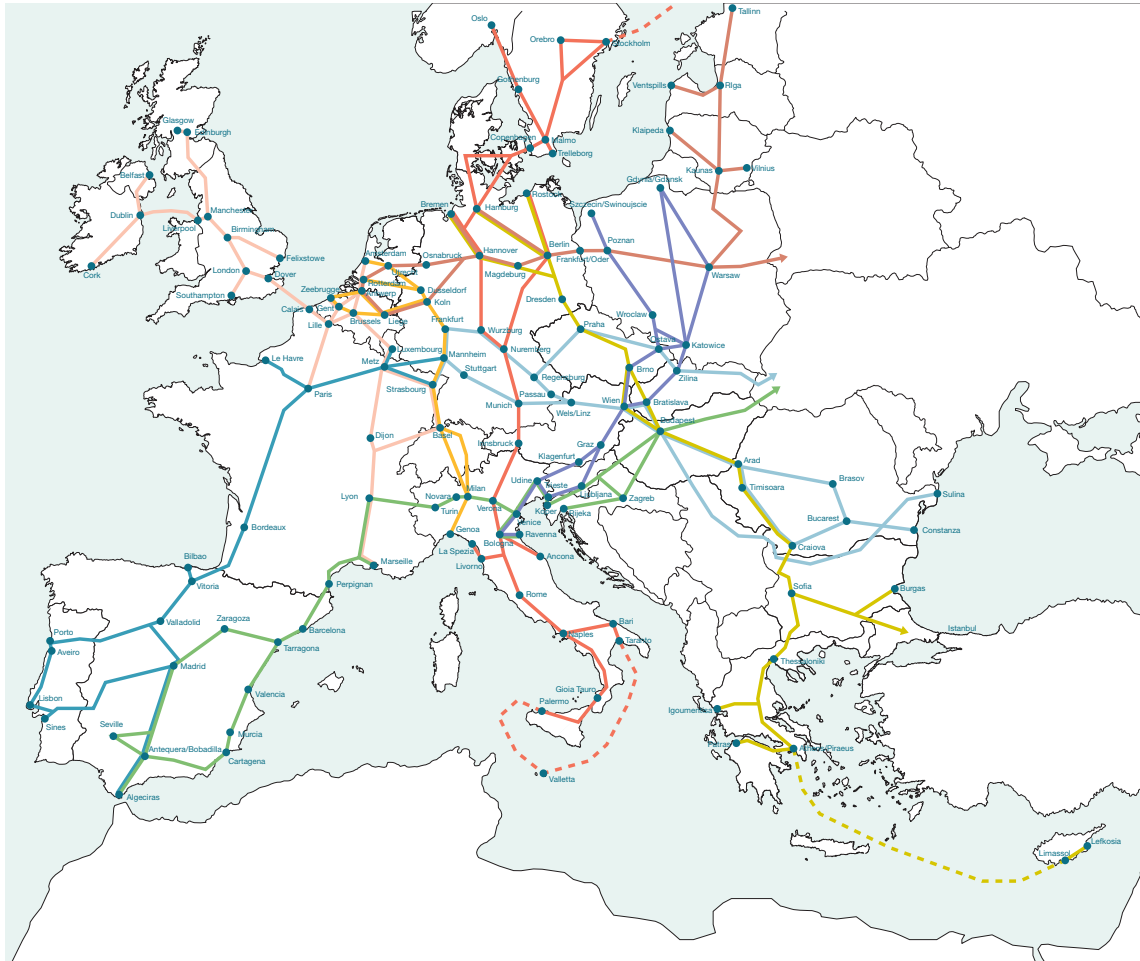 Oslo
Orebro
Stockholm
Tallinn
Gothenburg
Ventspills
RIga
Glasgow
Edinburgh
Klaipeda
Copenhagen
Malmo
Trelleborg
Belfast
Kaunas
Vilnius
Gdynia/Gdansk
Rostock
Bremen
Hamburg
Szczecin/Swinoujscie
Dublin
Manchester
Liverpool
Birmingham
Felixstowe
Amsterdam
Osnabruck
Hannover
Berlin
Poznan
Frankfurt/Oder
Warsaw
Cork
London
Dover
Utrecht
Magdeburg
Southampton
Zeebrugge
Rotterdam
Antwerp
Dusseldorf
Koln
Dresden
Calais
Gent
Brussels
Liege
Lille
Frankfurt
Wurzburg
Praha
Wroclaw
Ostava
Katowice
Le Havre
Luxembourg
Metz
Mannheim
Nuremberg
Stuttgart
Regensburg
Brno
Zilina
Paris
Strasbourg
Passau
Munich
Wels/Linz
Wien
Bratislava
Budapest
Dijon
Basel
Innsbruck
Graz
Klagenfurt
Arad
Timisoara
Brasov
Sulina
Lyon
Novara
Milan
Turin
Verona
Udine
Trieste
Ljubljana
Koper
Zagreb
Rijeka
Venice
Bucarest
Constanza
Bordeaux
Genoa
La Spezia
Bologna
Ravenna
Livorno
Ancona
Craiova
Bilbao
Vitoria
Marseille
Perpignan
Rome
Sofia
Burgas
Istanbul
Valladolid
Zaragoza
Barcelona
Tarragona
Porto
Aveiro
Naples
Bari
Taranto
Madrid
Thessaloniki
Valencia
Gioia Tauro
Palermo
Igoumenitsa
Lisbon
Sines
Seville
Murcia
Antequera/Bobadilla
Cartagena
Patras
Athens/Piraeus
Valletta
Algeciras
Lefkosia
Limassol